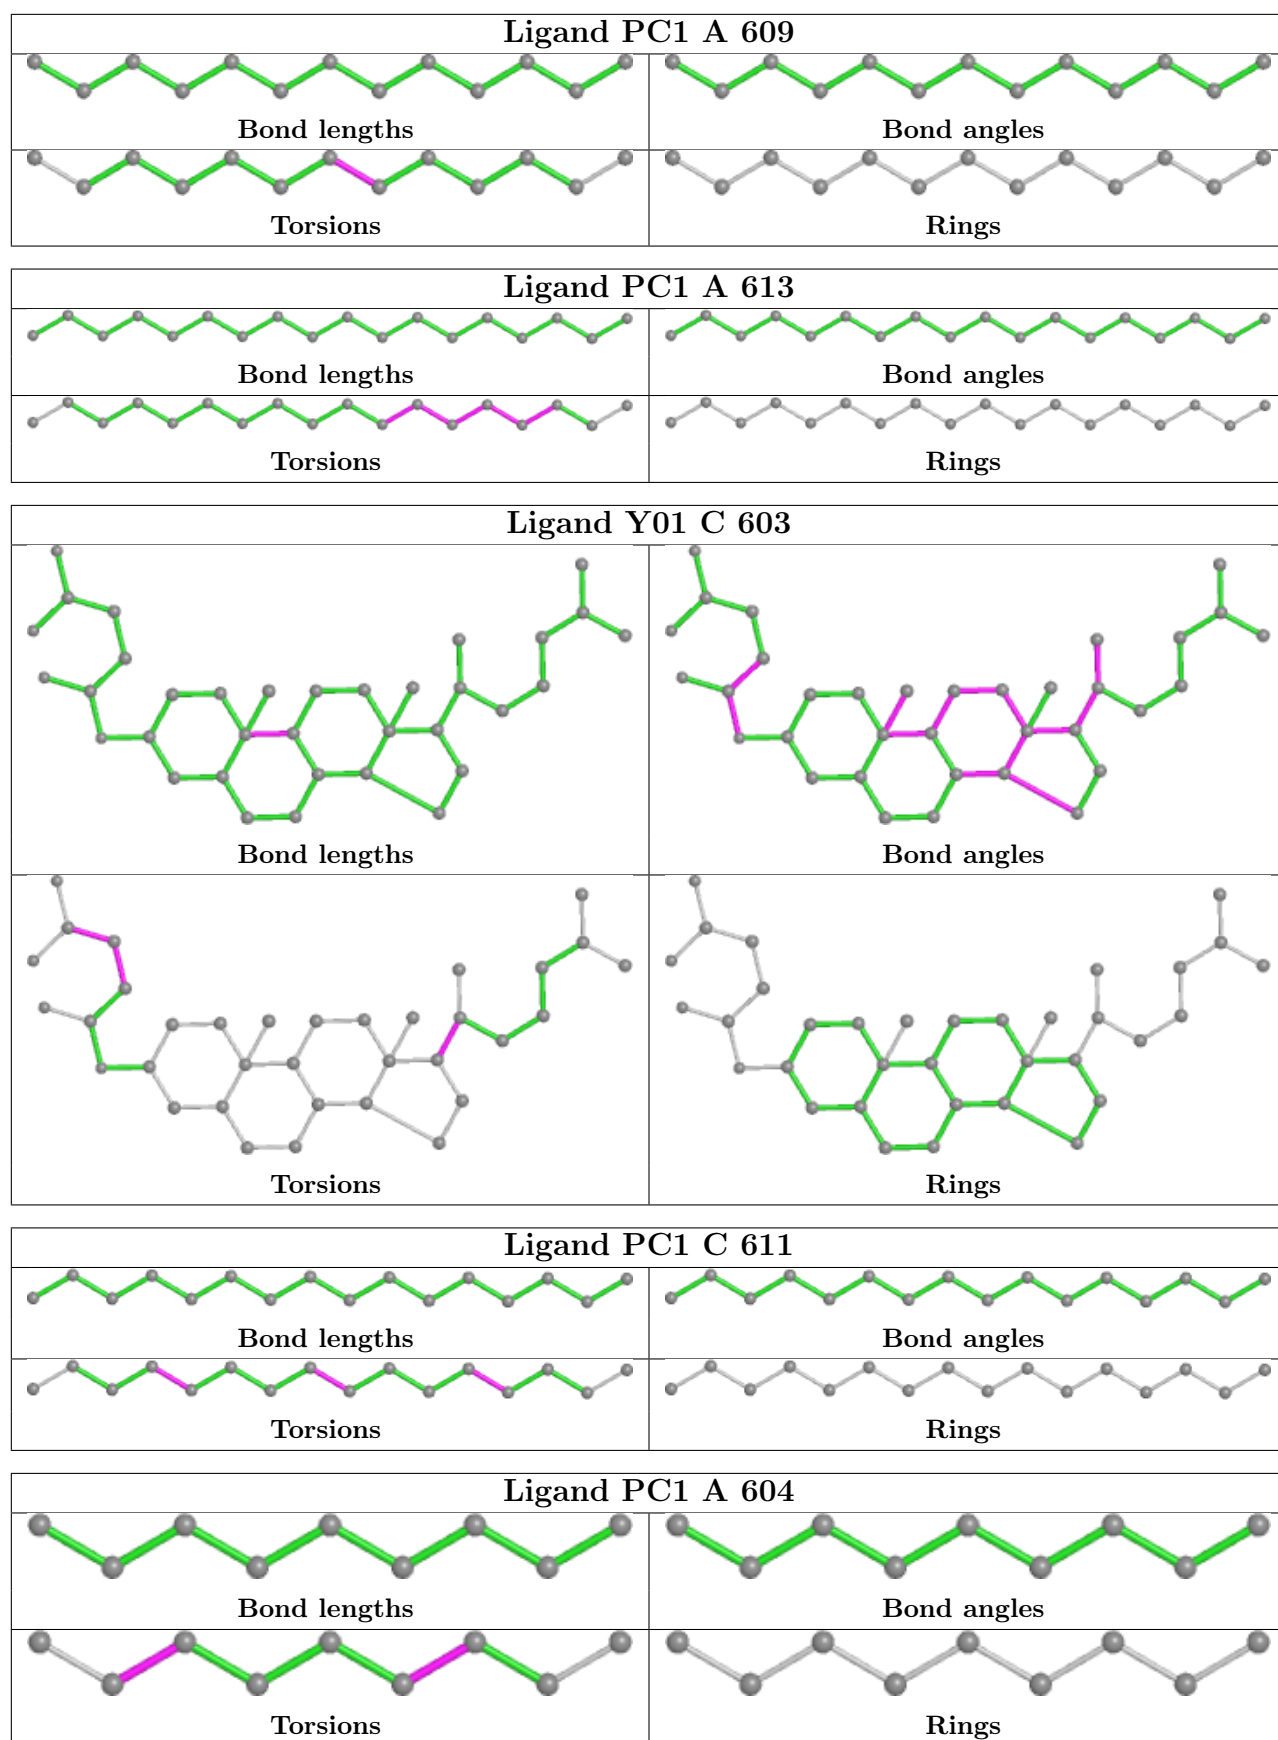 Ligand PC1 A 609
Bond lengths
Bond angles
Torsions
Rings
Ligand PC1 A 613
Bond lengths
Bond angles
Torsions
Rings
Ligand Y01 C 603
Bond lengths
Bond angles
Torsions
Rings
Ligand PC1 C 611
Bond lengths
Bond angles
Torsions
Rings
Ligand PC1 A 604
Bond lengths
Bond angles
Torsions
Rings